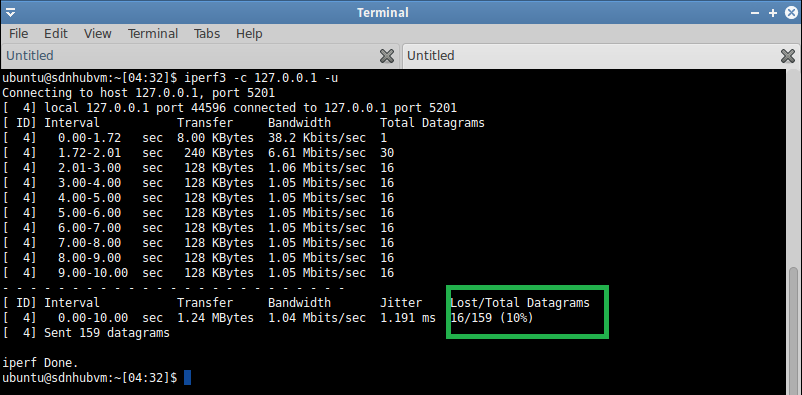 Terminal
File Edit View Terminal Tabs Help
Untitled Untitled
ubuntu@sdnhubvm:~[04:32]$ iperf3 -c 127.0.0.1 -u
Connecting to host 127.0.0.1, port 5201
[  4] local 127.0.0.1 port 44596 connected to 127.0.0.1 port 5201
[ ID] Interval           Transfer     Bandwidth       Total Datagrams
[  4]   0.00-1.72   sec  8.00 KBytes  38.2 Kbits/sec  1
[  4]   1.72-2.01   sec   240 KBytes  6.61 Mbits/sec  30
[  4]   2.01-3.00   sec   128 KBytes  1.06 Mbits/sec  16
[  4]   3.00-4.00   sec   128 KBytes  1.05 Mbits/sec  16
[  4]   4.00-5.00   sec   128 KBytes  1.05 Mbits/sec  16
[  4]   5.00-6.00   sec   128 KBytes  1.05 Mbits/sec  16
[  4]   6.00-7.00   sec   128 KBytes  1.05 Mbits/sec  16
[  4]   7.00-8.00   sec   128 KBytes  1.05 Mbits/sec  16
[  4]   8.00-9.00   sec   128 KBytes  1.05 Mbits/sec  16
[  4]   9.00-10.00  sec   128 KBytes  1.05 Mbits/sec  16
- - - - - - - - - - - - - - - - - - - - - - - - -
[ ID] Interval           Transfer     Bandwidth       Jitter    Lost/Total Datagrams
[  4]   0.00-10.00  sec  1.24 MBytes  1.04 Mbits/sec  1.191 ms  16/159 (10%)
[  4] Sent 159 datagrams
iperf Done.
ubuntu@sdnhubvm:~[04:32]$